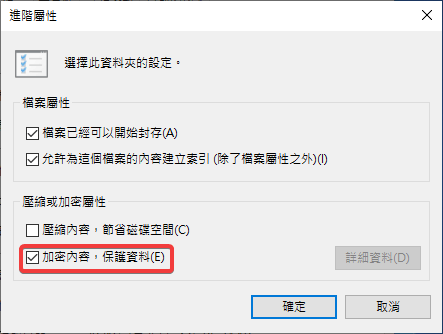 進階屬性
選擇此資料夾的設定。
檔案屬性
檔案已經可以開始封存(A)
允許為這個檔案的內容建立索引 (除了檔案屬性之外)(I)
壓縮或加密屬性
壓縮內容，節省磁碟空間(C)
加密內容，保護資料(E)
詳細資料(D)
確定
取消